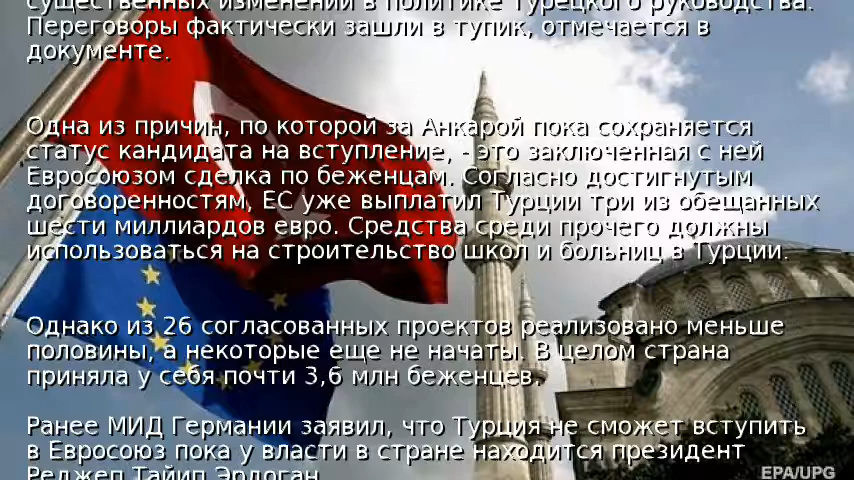 существенных изменений в политике турецкого руководства.
Переговоры фактически зашли в тупик, отмечается в
документе.
Одна из причин, по которой за Анкарой пока сохраняется
статус кандидата на вступление, - это заключенная с ней
Евросоюзом сделка по беженцам. Согласно достигнутым
договоренностям, ЕС уже выплатил Турции три из обещанных
шести миллиардов евро. Средства среди прочего должны
использоваться на строительство школ и больниц в Турции.
Однако из 26 согласованных проектов реализовано меньше
половины, а некоторые еще не начаты. В целом страна
приняла у себя почти 3,6 млн беженцев.
Ранее МИД Германии заявил, что Турция не сможет вступить
в Евросоюз пока у власти в стране находится президент
Реджеп Тайип Эрдоган.
EPA/UPG